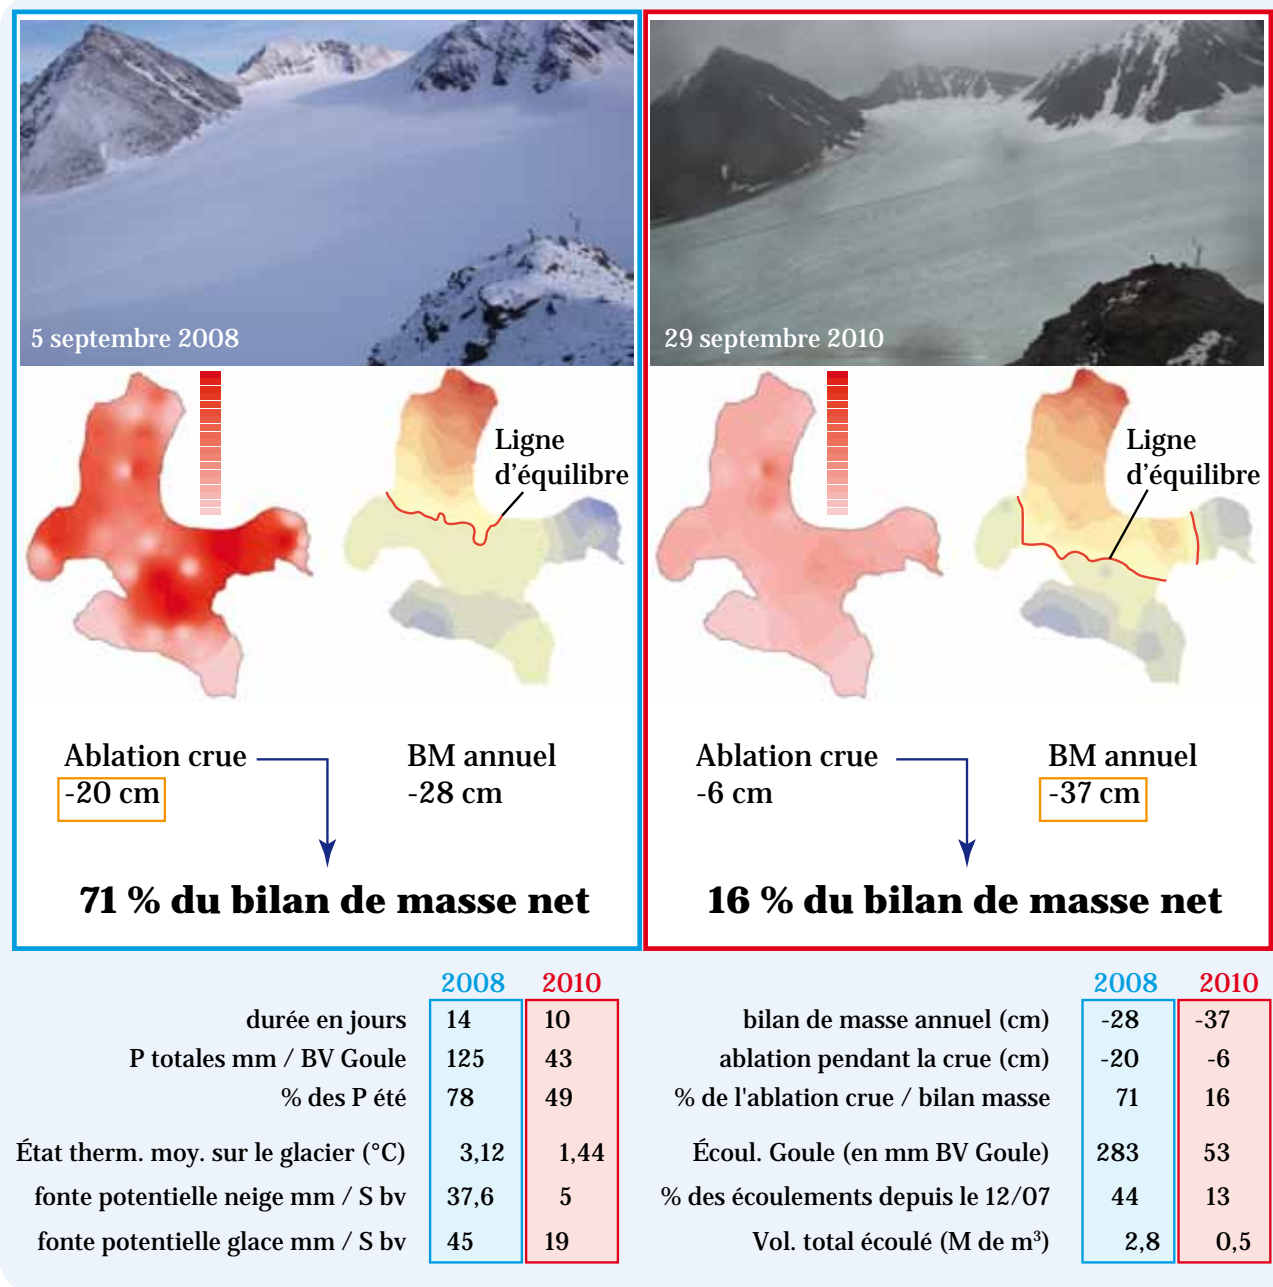 5 septembre 2008
29 septembre 2010
Ligne
d'équilibre
Ligne
d'équilibre
Ablation crue
-20 cm
BM annuel
-28 cm
Ablation crue
-6 cm
BM annuel
-37 cm
71 % du bilan de masse net
16 % du bilan de masse net
2008 2010
durée en jours 14 10
P totales mm / BV Goule 125 43
% des P été 78 49
État therm. moy. sur le glacier (°C) 3,12 1,44
fonte potentielle neige mm / S bv 37,6 5
fonte potentielle glace mm / S bv 45 19
2008 2010
bilan de masse annuel (cm) -28 -37
ablation pendant la crue (cm) -20 -6
% de l'ablation crue / bilan masse 71 16
Écoul. Goule (en mm BV Goule) 283 53
% des écoulements depuis le 12/07 44 13
Vol. total écoulé (M de m³) 2,8 0,5